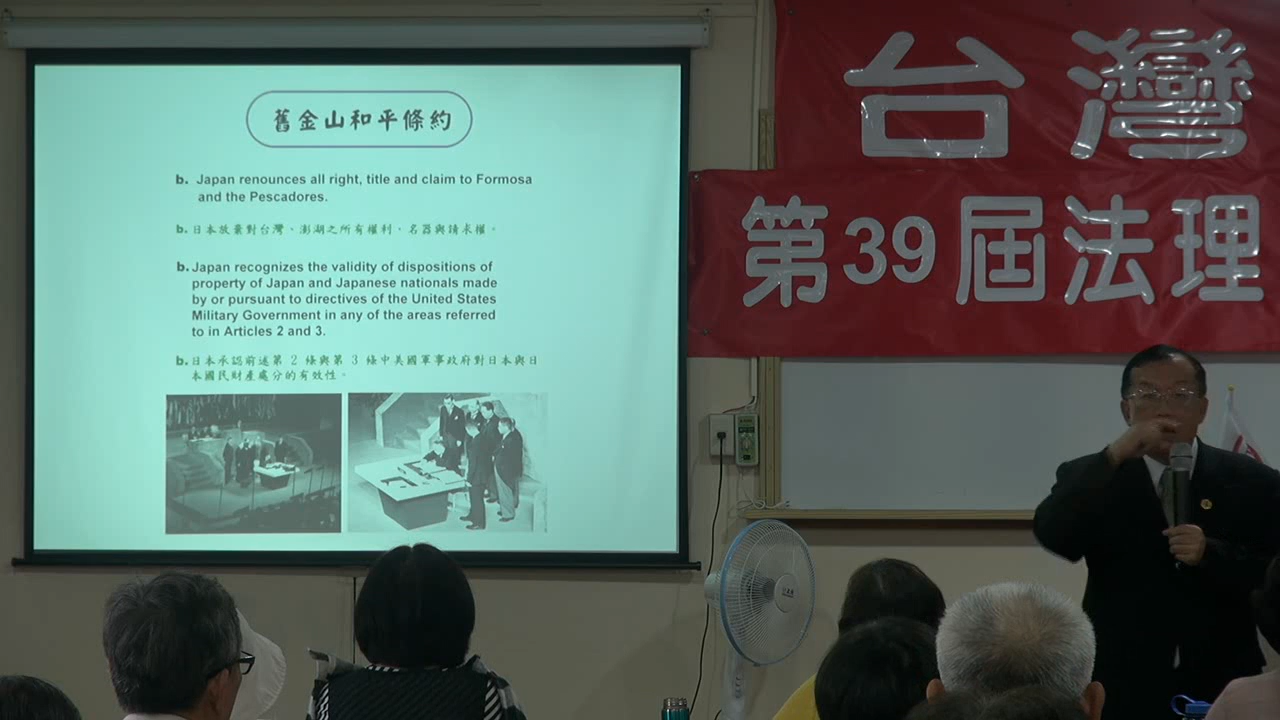 舊金山和平條約
b. Japan renounces all right, title and claim to Formosa
and the Pescadores.
b. 日本放棄對台灣、澎湖之所有權利、名器與請求權。
b. Japan recognizes the validity of dispositions of
property of Japan and Japanese nationals made
by or pursuant to directives of the United States
Military Government in any of the areas referred
to in Articles 2 and 3.
b. 日本承認前述第 2 條與第 3 條中美國軍事政府對日本與日
本國民財產處分的有效性。
台灣
第39屆法理